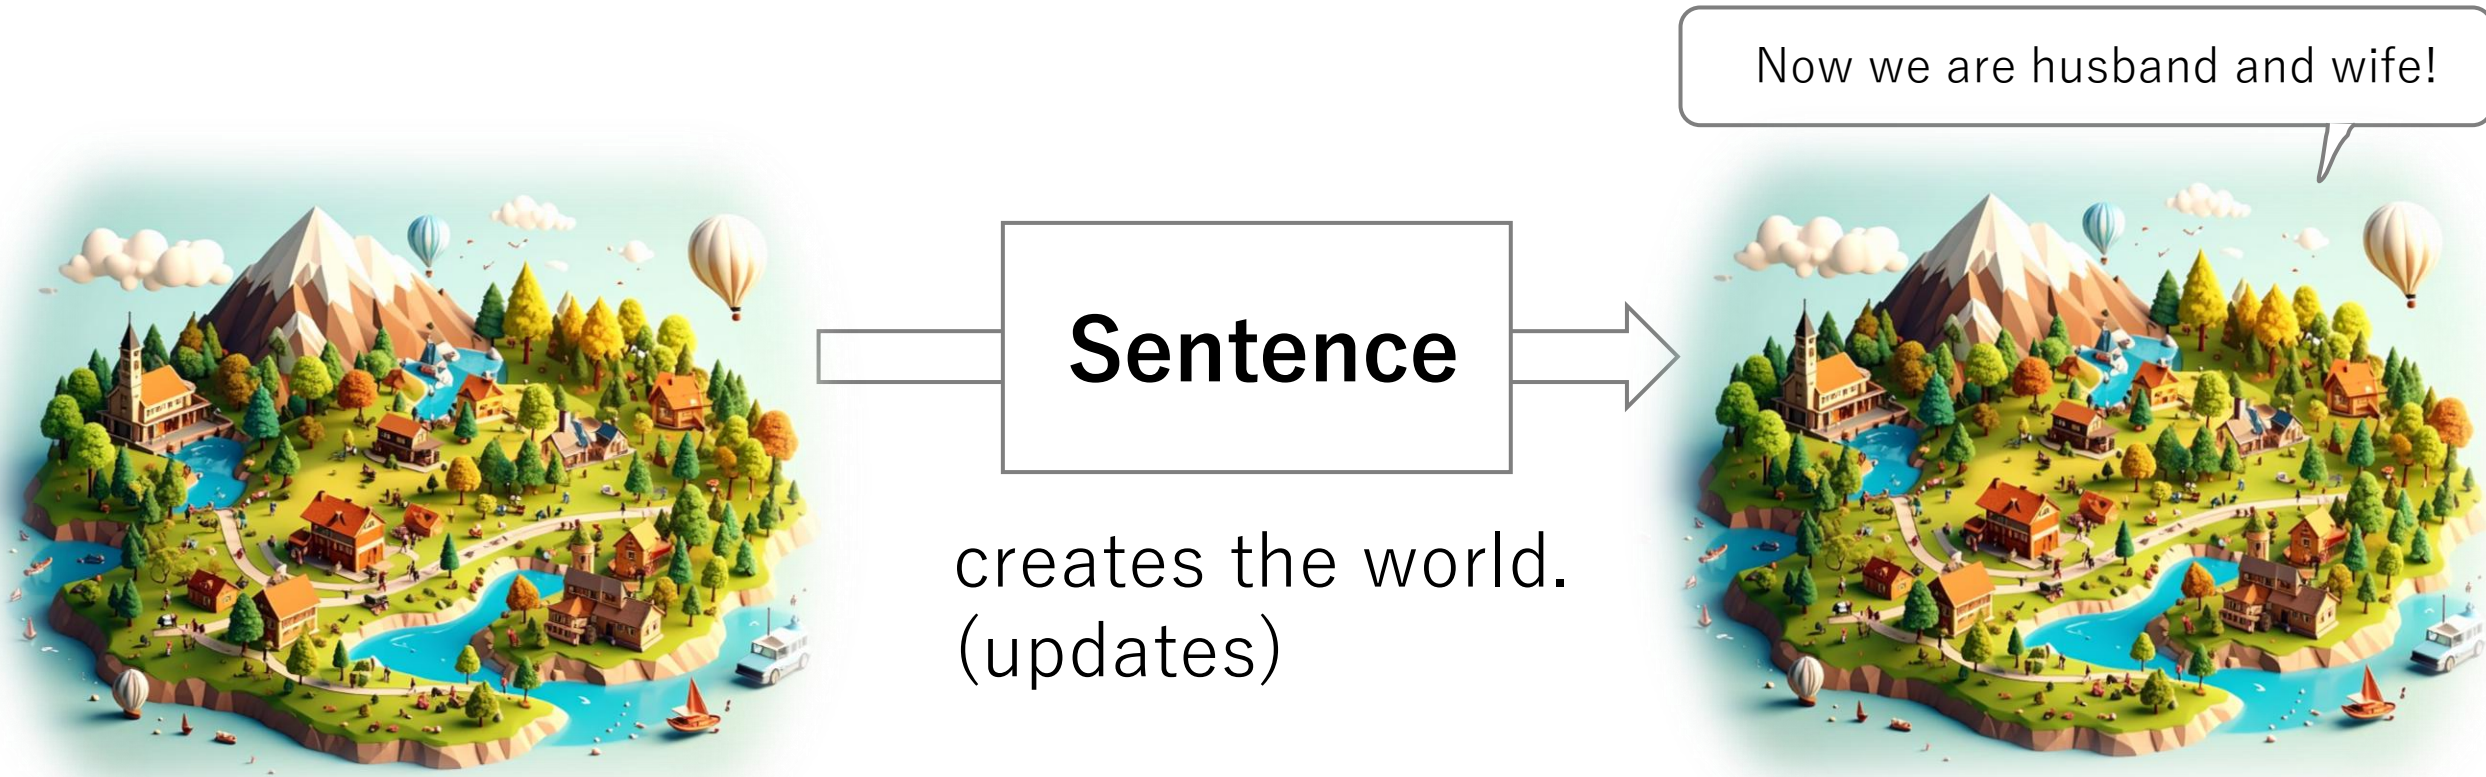 Now we are husband and wife!
Sentence
creates the world.
(updates)